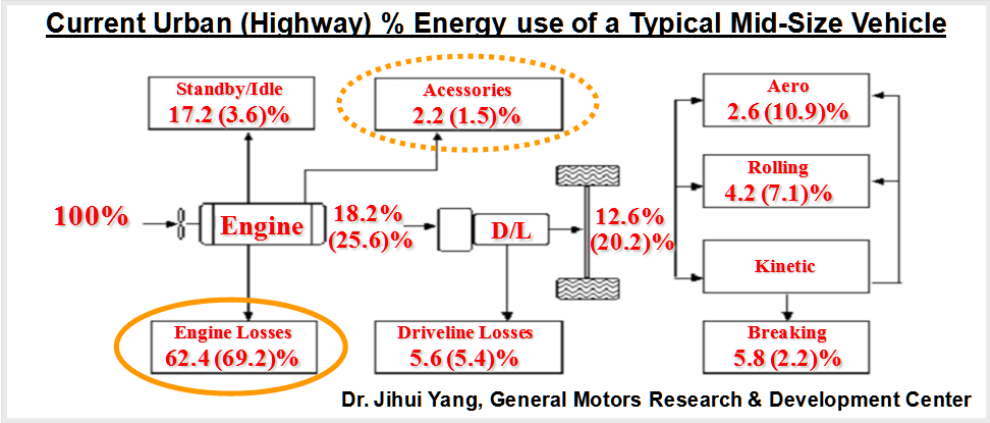 Current Urban (Highway) % Energy use of a Typical Mid-Size Vehicle
Standby/Idle
17.2 (3.6)%
Acessories
2.2 (1.5)%
Aero
2.6 (10.9)%
Rolling
4.2 (7.1)%
100%
Engine
18.2%
(25.6)%
D/L
12.6%
(20.2)%
Kinetic
Engine Losses
62.4 (69.2)%
Driveline Losses
5.6 (5.4)%
Breaking
5.8 (2.2)%
Dr. Jihui Yang, General Motors Research & Development Center